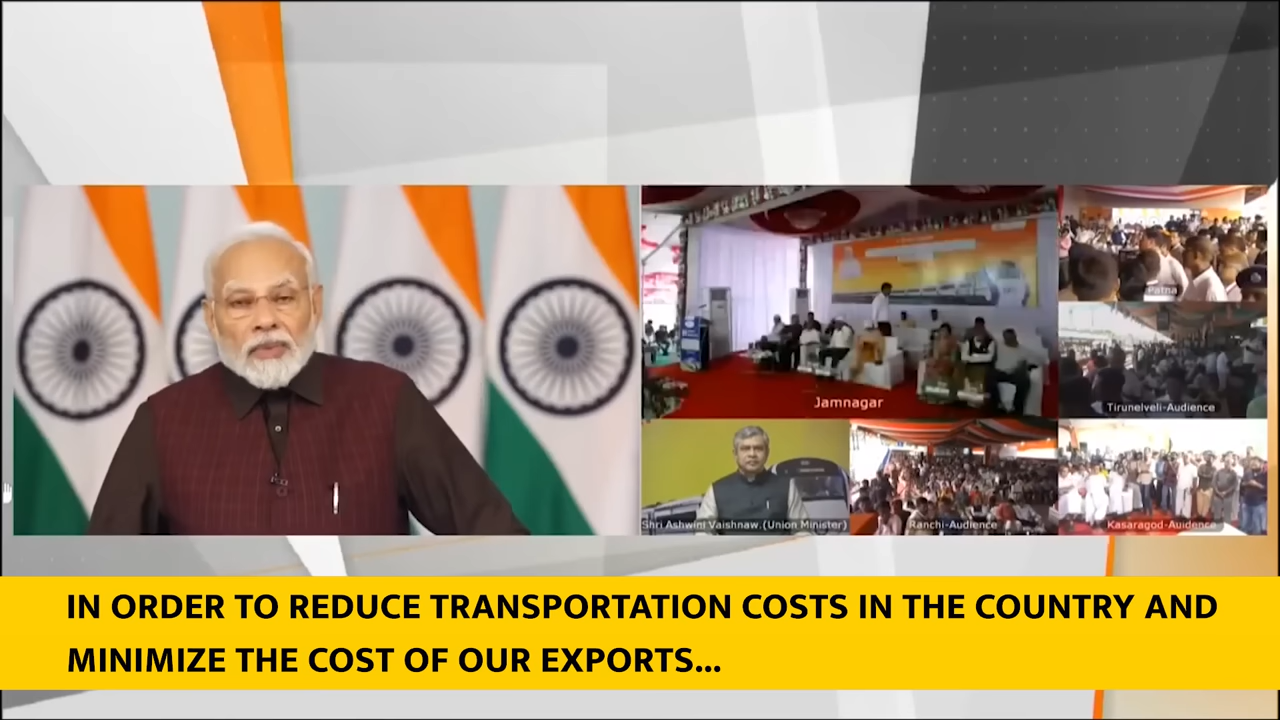 Jamnagar
Patna
Tirunelveli-Audience
Shri Ashwini Vaishnaw.(Union Minister)
Ranchi-Audience
Kasaragod-Auidence
IN ORDER TO REDUCE TRANSPORTATION COSTS IN THE COUNTRY AND
MINIMIZE THE COST OF OUR EXPORTS...